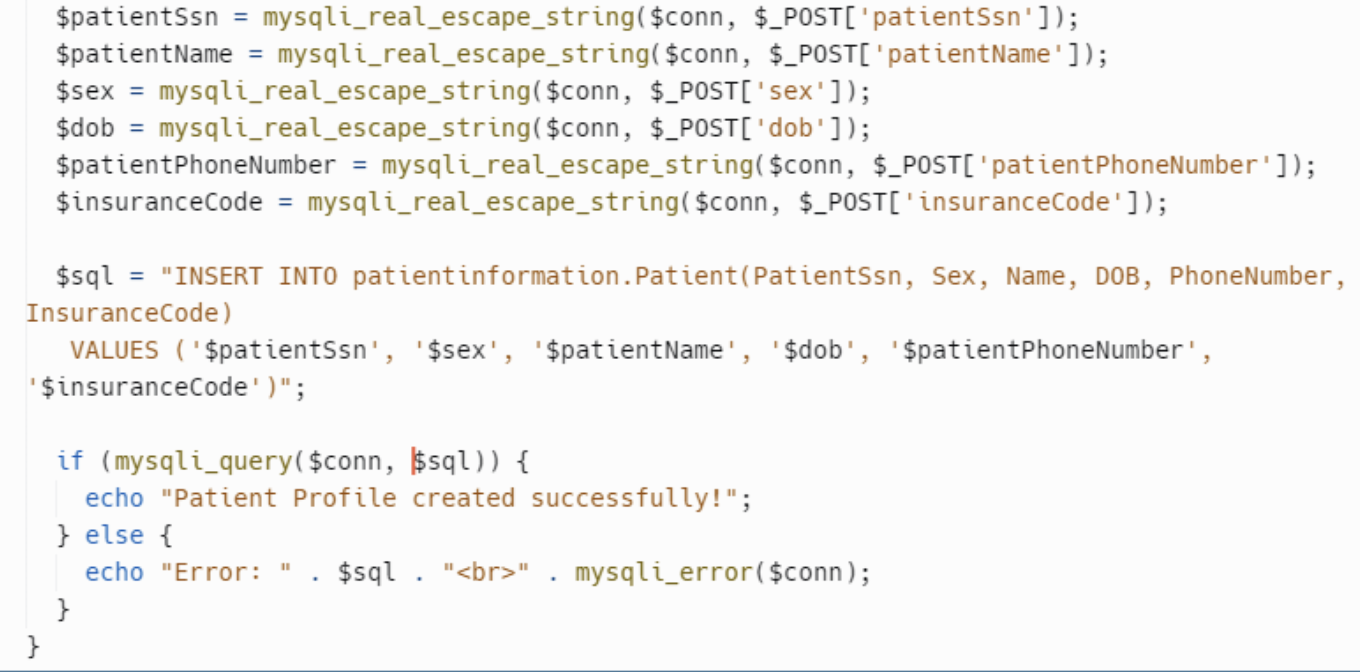 $patientSsn = mysqli_real_escape_string($conn, $_POST['patientSsn']);
$patientName = mysqli_real_escape_string($conn, $_POST['patientName']);
$sex = mysqli_real_escape_string($conn, $_POST['sex']);
$dob = mysqli_real_escape_string($conn, $_POST['dob']);
$patientPhoneNumber = mysqli_real_escape_string($conn, $_POST['patientPhoneNumber']);
$insuranceCode = mysqli_real_escape_string($conn, $_POST['insuranceCode']);
$sql = "INSERT INTO patientinformation.Patient(PatientSsn, Sex, Name, DOB, PhoneNumber,
InsuranceCode)
VALUES ('$patientSsn', '$sex', '$patientName', '$dob', '$patientPhoneNumber',
'$insuranceCode')";
if (mysqli_query($conn, $sql)) {
echo "Patient Profile created successfully!";
} else {
echo "Error: " . $sql . "<br>" . mysqli_error($conn);
}
}